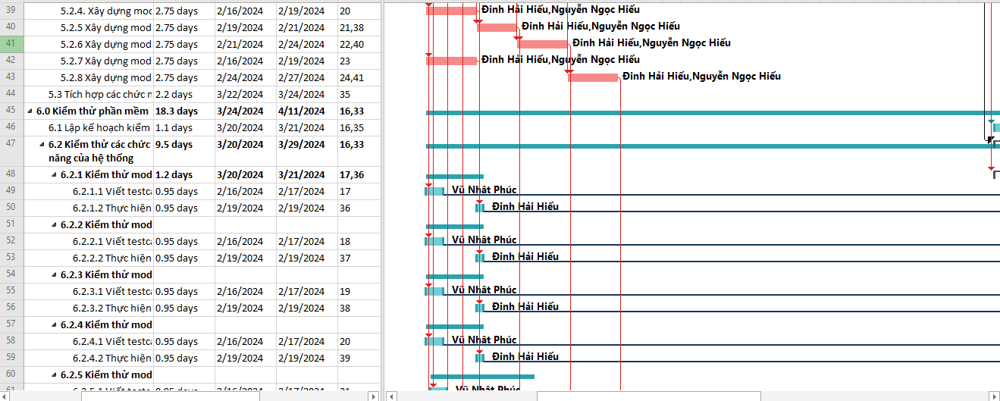 39 5.2.4. Xây dựng mod 2.75 days 2/16/2024 2/19/2024 20 Đinh Hải Hiếu,Nguyễn Ngọc Hiếu
40 5.2.5 Xây dựng mod 2.75 days 2/19/2024 2/21/2024 21,38 Đinh Hải Hiếu,Nguyễn Ngọc Hiếu
41 5.2.6 Xây dựng mod 2.75 days 2/21/2024 2/24/2024 22,40 Đinh Hải Hiếu,Nguyễn Ngọc Hiếu
42 5.2.7 Xây dựng mod 2.75 days 2/16/2024 2/19/2024 23 Đinh Hải Hiếu,Nguyễn Ngọc Hiếu
43 5.2.8 Xây dựng mod 2.75 days 2/24/2024 2/27/2024 24,41 Đinh Hải Hiếu,Nguyễn Ngọc Hiếu
44 5.3 Tích hợp các chức n 2.2 days 3/22/2024 3/24/2024 35
45 6.0 Kiểm thử phần mềm 18.3 days 3/24/2024 4/11/2024 16,33
46 6.1 Lập kế hoạch kiểm 1.1 days 3/20/2024 3/21/2024 16,35
47 6.2 Kiểm thử các chức 9.5 days 3/20/2024 3/29/2024 16,33
năng của hệ thống
48 6.2.1 Kiểm thử mod 1.2 days 3/20/2024 3/21/2024 17,36
49 6.2.1.1 Viết testca 0.95 days 2/16/2024 2/17/2024 17 Vũ Nhật Phúc
50 6.2.1.2 Thực hiện 0.95 days 2/19/2024 2/19/2024 36 Đinh Hải Hiếu
51 6.2.2 Kiểm thử mod
52 6.2.2.1 Viết testca 0.95 days 2/16/2024 2/17/2024 18 Vũ Nhật Phúc
53 6.2.2.2 Thực hiện 0.95 days 2/19/2024 2/19/2024 37 Đinh Hải Hiếu
54 6.2.3 Kiểm thử mod
55 6.2.3.1 Viết testca 0.95 days 2/16/2024 2/17/2024 19 Vũ Nhật Phúc
56 6.2.3.2 Thực hiện 0.95 days 2/19/2024 2/19/2024 38 Đinh Hải Hiếu
57 6.2.4 Kiểm thử mod
58 6.2.4.1 Viết testca 0.95 days 2/16/2024 2/17/2024 20 Vũ Nhật Phúc
59 6.2.4.2 Thực hiện 0.95 days 2/19/2024 2/19/2024 39 Đinh Hải Hiếu
60 6.2.5 Kiểm thử mod
Vũ Nhật Phúc